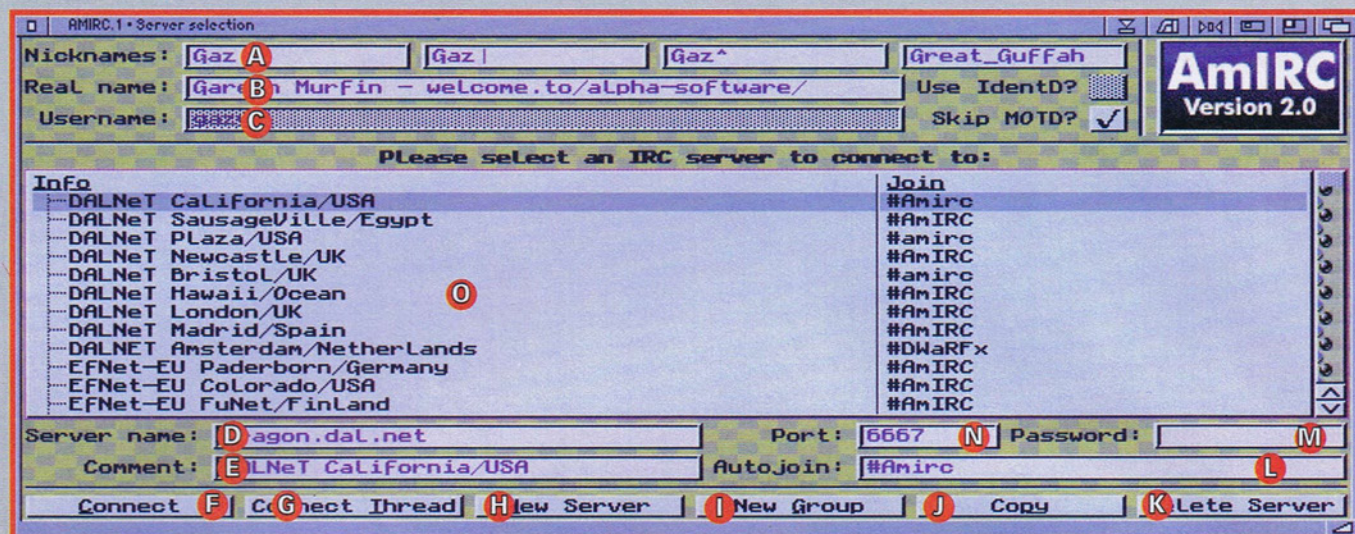 AMIRC.1 • Server selection
Nicknames: Gaz A Gaz| Gaz^ Great_Guffah
Real name: Gare B n Murfin - welcome.to/alpha-software/ Use IdentD?
Username: C Skip MOTD?
AmIRC
Version 2.0
Please select an IRC server to connect to:
Info Join
DALNeT California/USA #Amirc
DALNeT SausageVille/Egypt #AmIRC
DALNeT Plaza/USA #amirc
DALNeT Newcastle/UK #AmIRC
DALNeT Bristol/UK #amirc
DALNeT Hawaii/Ocean O #AmIRC
DALNeT London/UK #AmIRC
DALNeT Madrid/Spain #AmIRC
DALNET Amsterdam/Netherlands #DWaRFx
EfNet-EU Paderborn/Germany #AmIRC
EfNet-EU Colorado/USA #AmIRC
EfNet-EU FuNet/Finland #AmIRC
Server name: D agon.dal.net Port: 6667 N Password: M
Comment: E LNeT California/USA Autojoin: #Amirc L
Connect F C G nect Thread H ew Server I New Group J Copy K lete Server